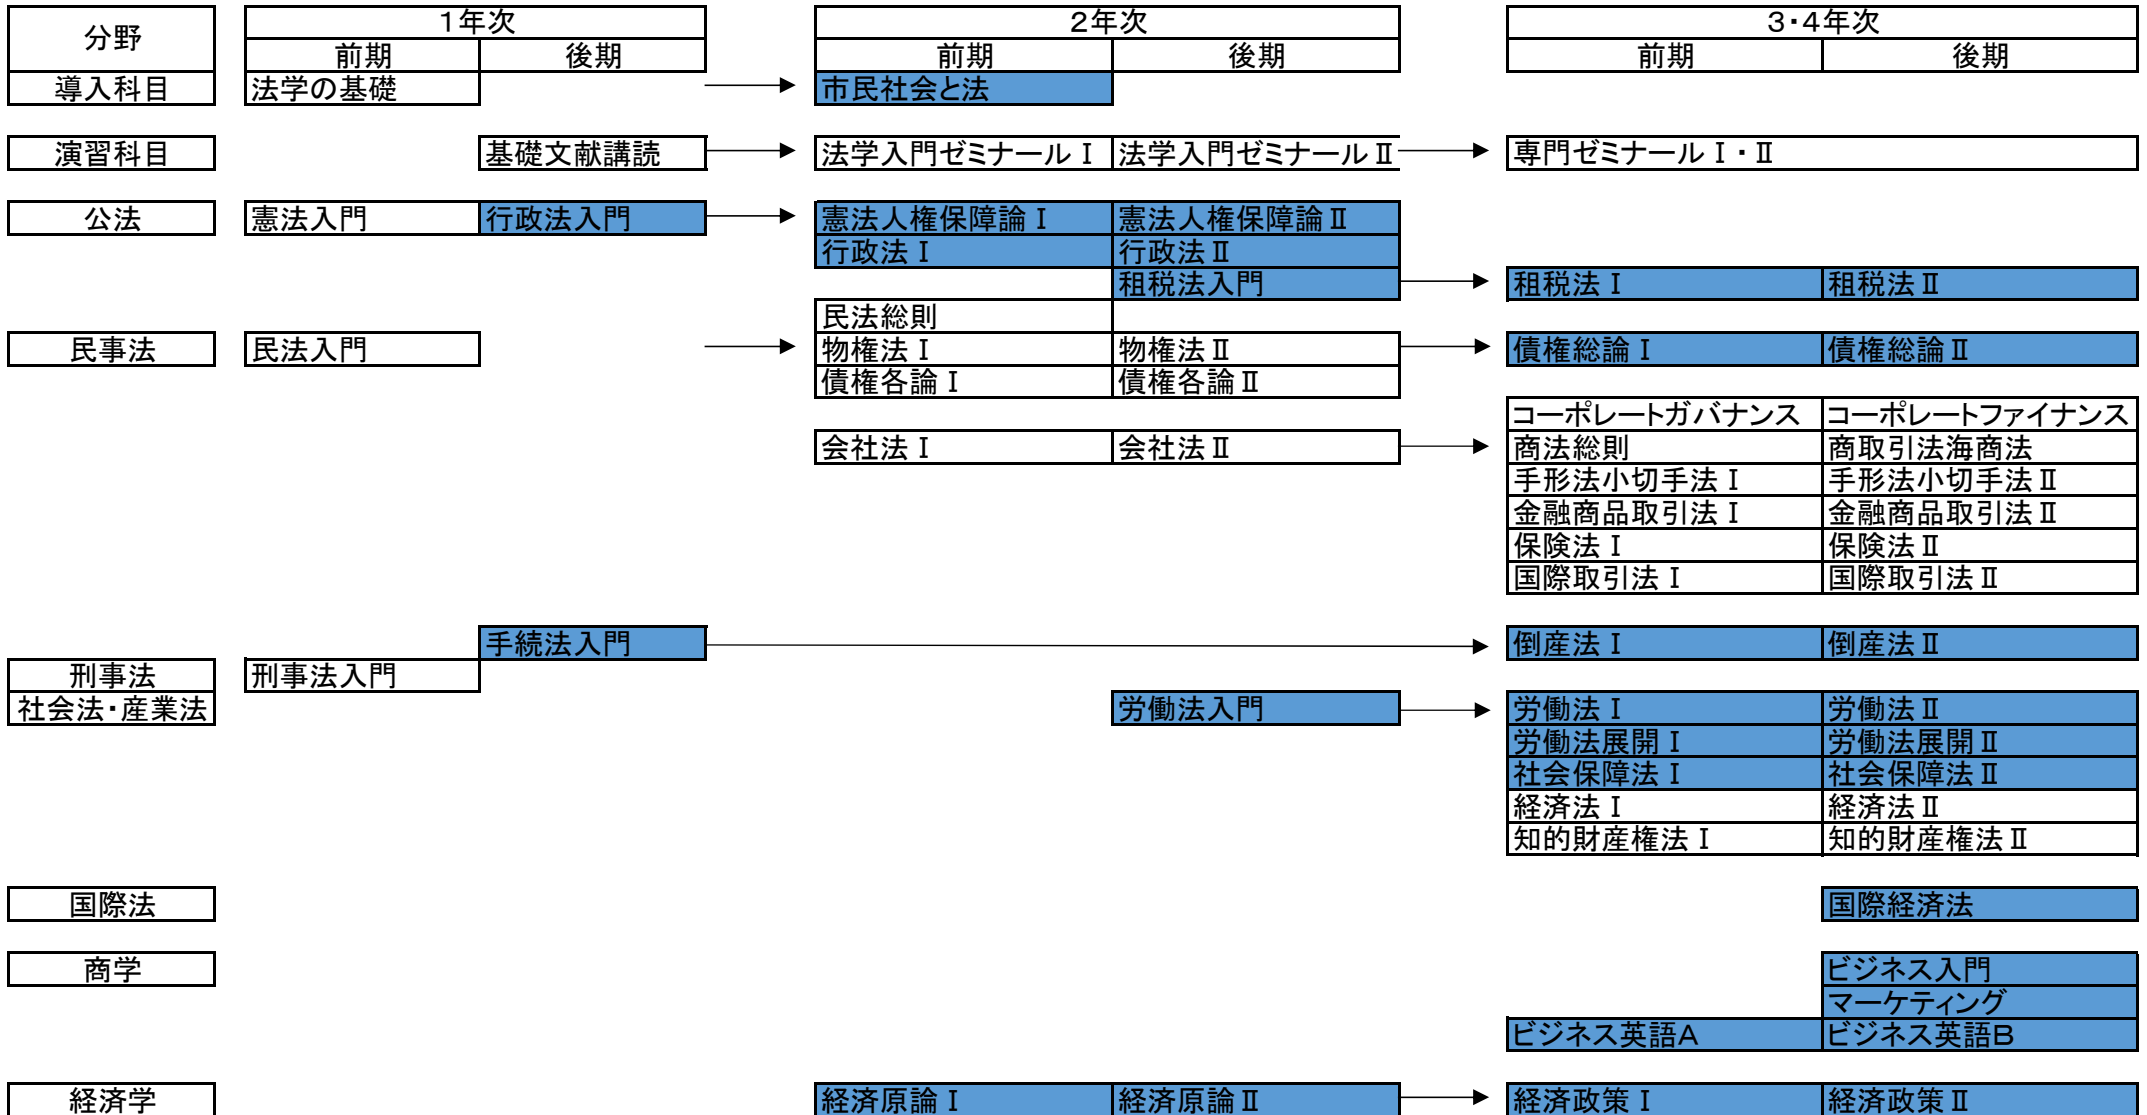 分野 1年次 2年次 3・4年次
前期 後期 前期 後期 前期 後期
導入科目 法学の基礎 市民社会と法
演習科目 基礎文献講読 法学入門ゼミナールⅠ 法学入門ゼミナールⅡ 専門ゼミナールⅠ・Ⅱ
公法 憲法入門 行政法入門 憲法人権保障論Ⅰ 憲法人権保障論Ⅱ
行政法Ⅰ 行政法Ⅱ
租税法入門 租税法Ⅰ 租税法Ⅱ
民法総則
民事法 民法入門 物権法Ⅰ 物権法Ⅱ 債権総論Ⅰ 債権総論Ⅱ
債権各論Ⅰ 債権各論Ⅱ
コーポレートガバナンス コーポレートファイナンス
会社法Ⅰ 会社法Ⅱ 商法総則 商取引法海商法
手形法小切手法Ⅰ 手形法小切手法Ⅱ
金融商品取引法Ⅰ 金融商品取引法Ⅱ
保険法Ⅰ 保険法Ⅱ
国際取引法Ⅰ 国際取引法Ⅱ
手続法入門 倒産法Ⅰ 倒産法Ⅱ
刑事法 刑事法入門
社会法・産業法 労働法入門 労働法Ⅰ 労働法Ⅱ
労働法展開Ⅰ 労働法展開Ⅱ
社会保障法Ⅰ 社会保障法Ⅱ
経済法Ⅰ 経済法Ⅱ
知的財産権法Ⅰ 知的財産権法Ⅱ
国際法 国際経済法
商学 ビジネス入門
マーケティング
ビジネス英語A ビジネス英語B
経済学 経済原論Ⅰ 経済原論Ⅱ 経済政策Ⅰ 経済政策Ⅱ